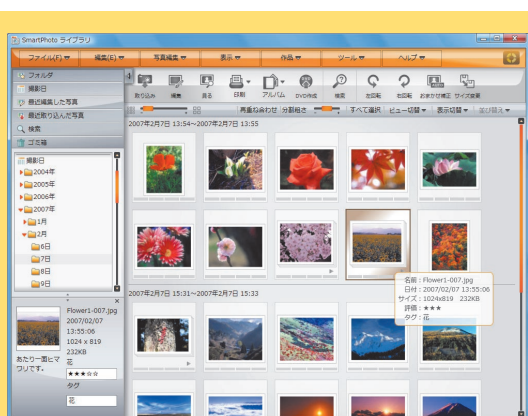 SmartPhoto ライブラリ
ファイル(F) 編集(E) 写真編集 表示 作品 ツール ヘルプ
フォルダ
撮影日
最近編集した写真
最近取り込んだ写真
検索
ゴミ箱
取り込み 編集 見る 印刷 アルバム DVD作成 検索 左回転 右回転 おまかせ補正 サイズ変更
再重ね合わせ 分割粗さ すべて選択 ビュー切替 表示切替 並び替え
撮影日
2004年
2005年
2006年
2007年
1月
2月
6日
7日
8日
9日
2007年2月7日 13:54~2007年2月7日 13:55
名前 : Flower1-007.jpg
日付 : 2007/02/07 13:55:06
サイズ : 1024x819 232KB
評価 : ★★★
タグ : 花
2007年2月7日 15:31~2007年2月7日 15:33
Flower1-007.jpg
2007/02/07
13:55:06
1024 x 819
232KB
花
★★★☆☆
タグ
花
あたり一面ヒマ
ワリです。